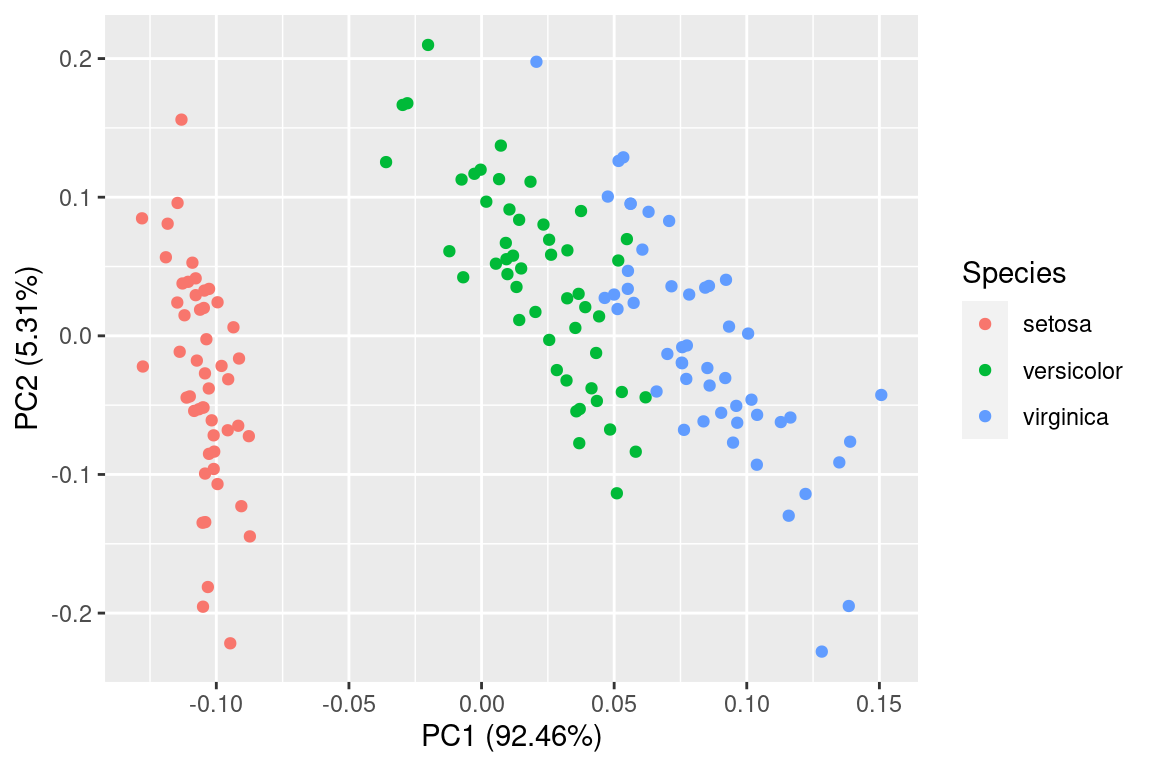 0.2
0.1
0.0
-0.1
-0.2
PC2 (5.31%)
-0.10
-0.05
0.00
0.05
0.10
0.15
PC1 (92.46%)
Species
setosa
versicolor
virginica